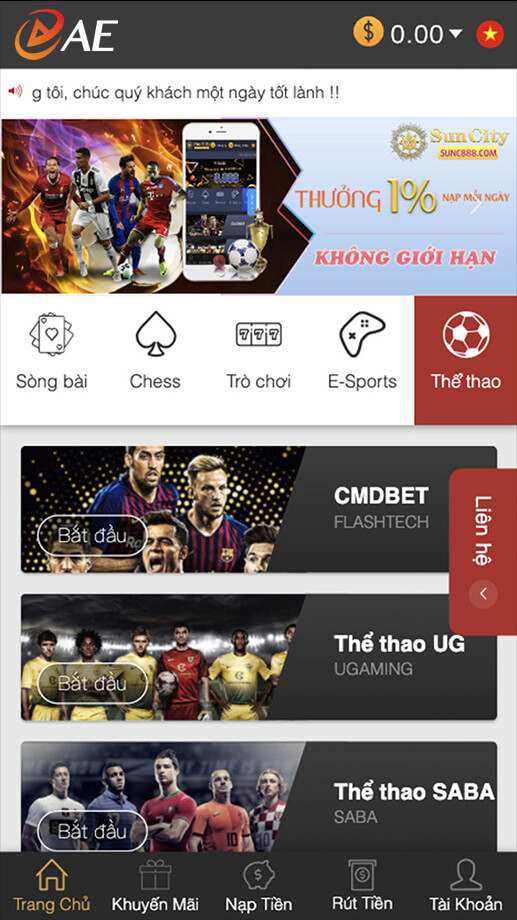 AE
$ 0.00
g tôi, chúc quý khách một ngày tốt lành !!
SunCity
SUNC888.COM
THƯỞNG 1% NẠP MỖI NGÀY
KHÔNG GIỚI HẠN
Sòng bài
Chess
777
Trò chơi
E-Sports
Thể thao
CMDBET
FLASHTECH
Bắt đầu
Liên hệ
Thể thao UG
UGAMING
Bắt đầu
Thể thao SABA
SABA
Bắt đầu
Trang Chủ
Khuyến Mãi
Nạp Tiền
Rút Tiền
Tài Khoản